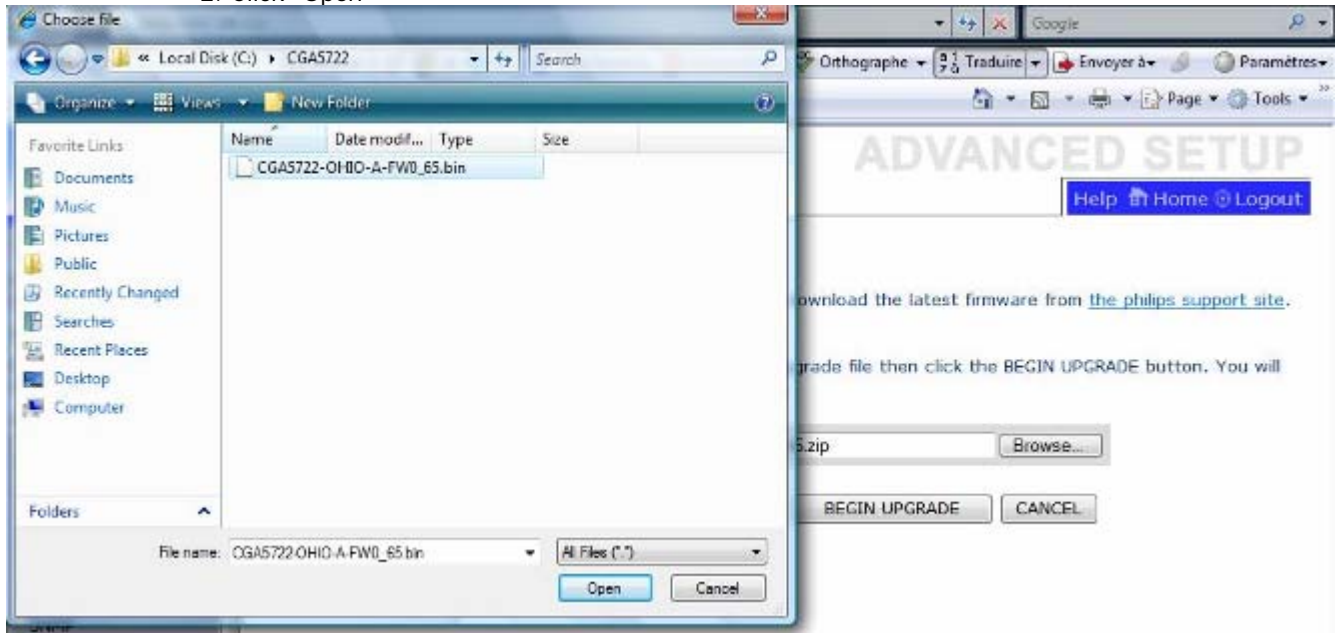 Choose file
Google
« Local Disk (C:) ▸ CGA5722
Search
Orthographe
Traduire
Envoyer à
Paramètres
Organize
Views
New Folder
Page
Tools
Favorite Links
Name
Date modif...
Type
Size
ADVANCED SETUP
CGA5722-OHIO-A-FW0_65.bin
Documents
Help
Home
Logout
Music
Pictures
Public
Recently Changed
ownload the latest firmware from the philips support site.
Searches
Recent Places
grade file then click the BEGIN UPGRADE button. You will
Desktop
Computer
.zip
Browse...
Folders
BEGIN UPGRADE
CANCEL
File name:
CGA5722-OHIO-A-FW0_65.bin
All Files (*.*)
Open
Cancel